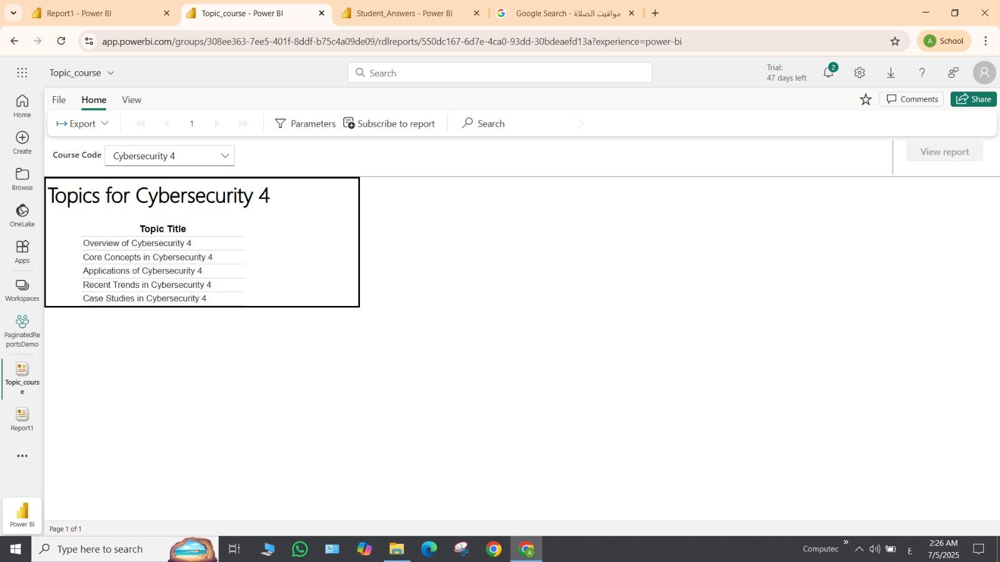 Report1 - Power BI
Topic_course - Power BI
Student_Answers - Power BI
مواقيت الصلاة - Google Search
app.powerbi.com/groups/308ee363-7ee5-401f-8ddf-b75c4a09de09/rdlreports/550dc167-6d7e-4ca0-93dd-30bdeaefd13a?experience=power-bi
A School
Topic_course
Search
Trial:
47 days left
2
File Home View
Comments
Share
Export
1
Parameters
Subscribe to report
Search
Course Code
Cybersecurity 4
View report
Home
Create
Browse
OneLake
Apps
Workspaces
PaginatedRe
portsDemo
Topic_cours
e
Report1
Power BI
Topics for Cybersecurity 4
Topic Title
Overview of Cybersecurity 4
Core Concepts in Cybersecurity 4
Applications of Cybersecurity 4
Recent Trends in Cybersecurity 4
Case Studies in Cybersecurity 4
Page 1 of 1
Type here to search
A
Computec
ع
2:26 AM
7/5/2025